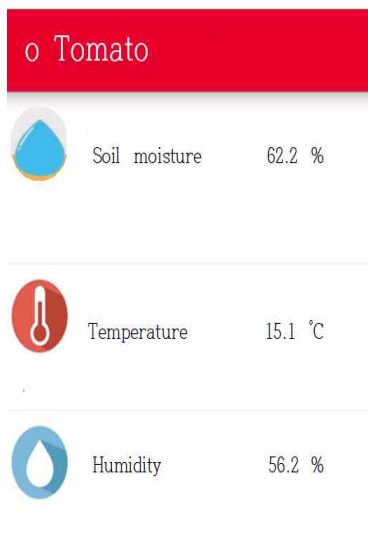 o Tomato
Soil moisture 62.2 %
Temperature 15.1 °C
Humidity 56.2 %